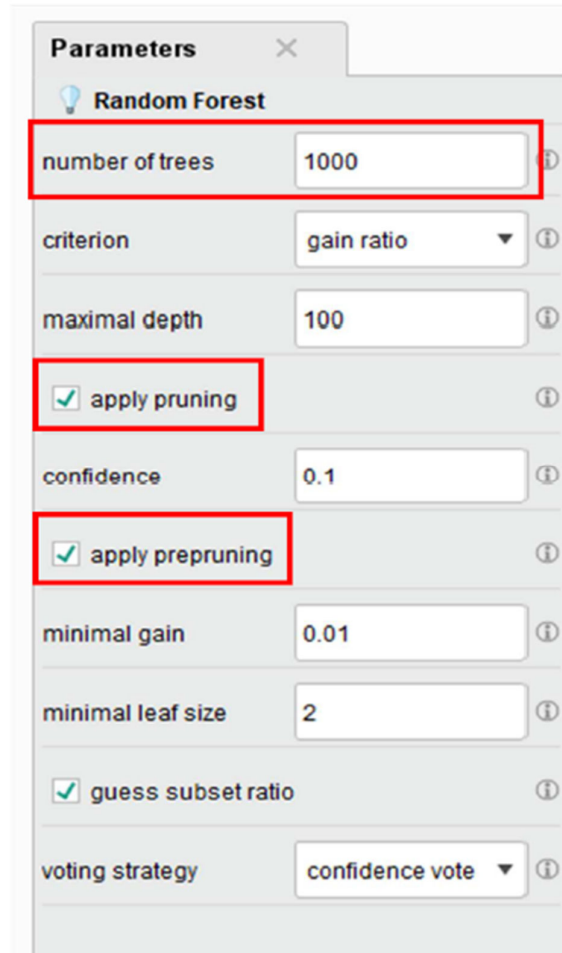 Parameters
Random Forest
number of trees 1000
criterion gain ratio
maximal depth 100
apply pruning
confidence 0.1
apply prepruning
minimal gain 0.01
minimal leaf size 2
guess subset ratio
voting strategy confidence vote